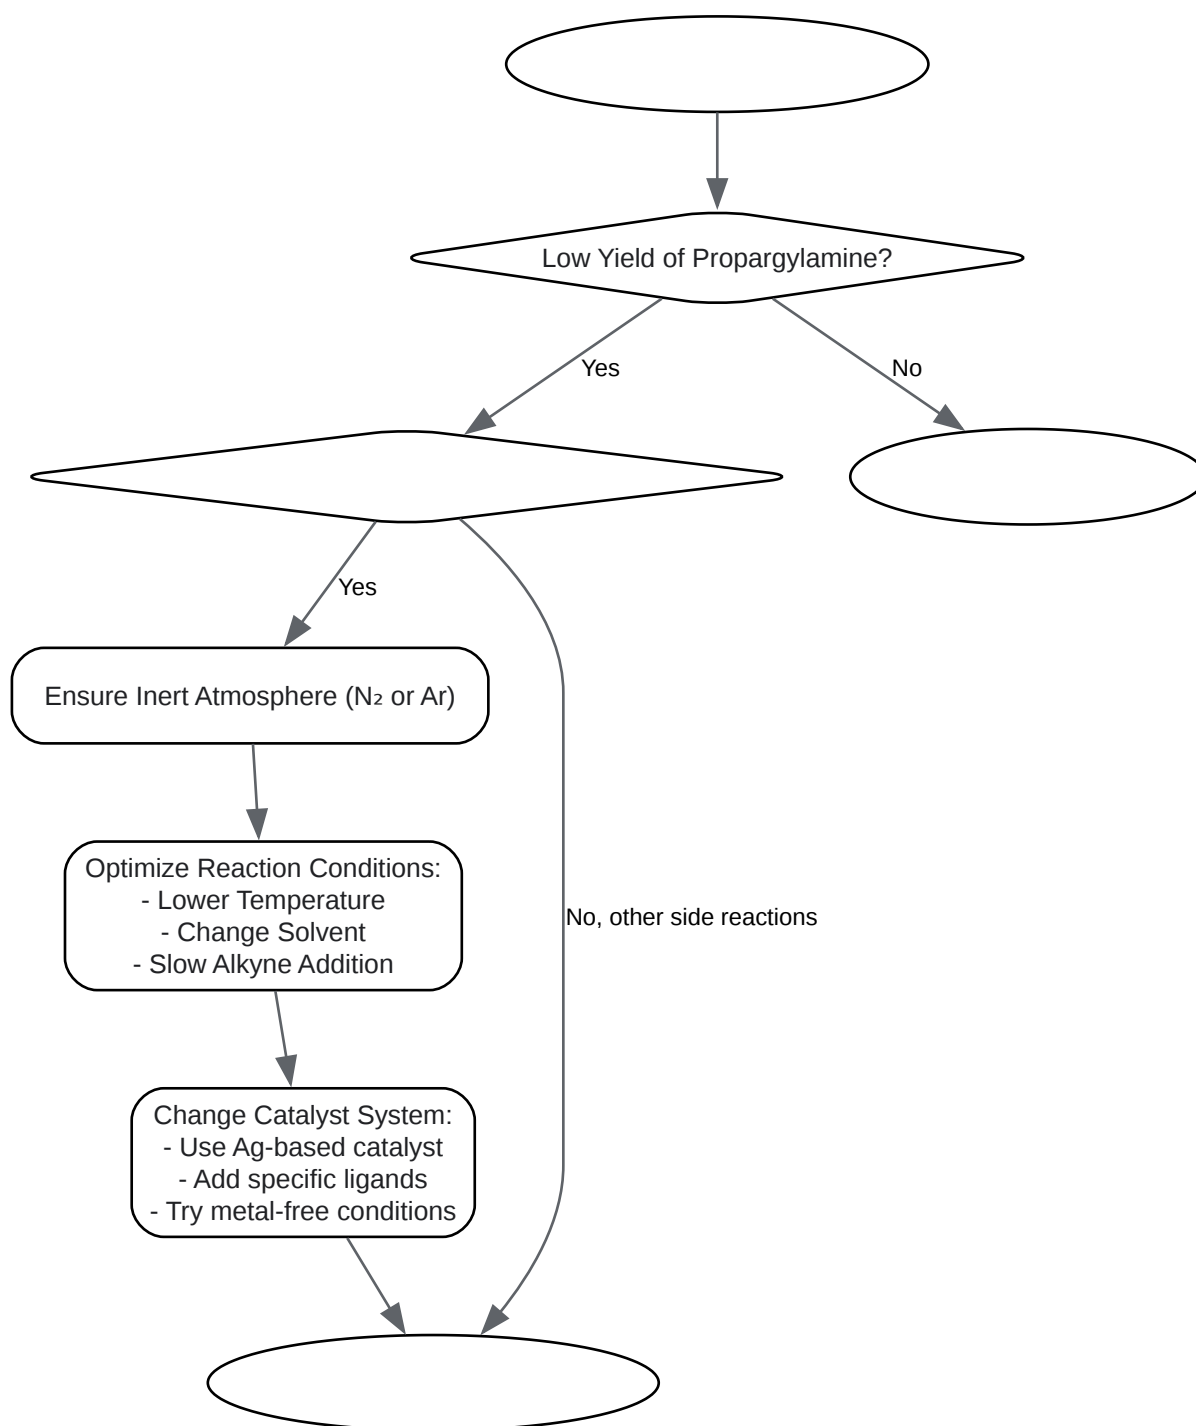 Low Yield of Propargylamine?
Yes
No
Yes
Ensure Inert Atmosphere (N₂ or Ar)
Optimize Reaction Conditions:
- Lower Temperature
- Change Solvent
- Slow Alkyne Addition
No, other side reactions
Change Catalyst System:
- Use Ag-based catalyst
- Add specific ligands
- Try metal-free conditions